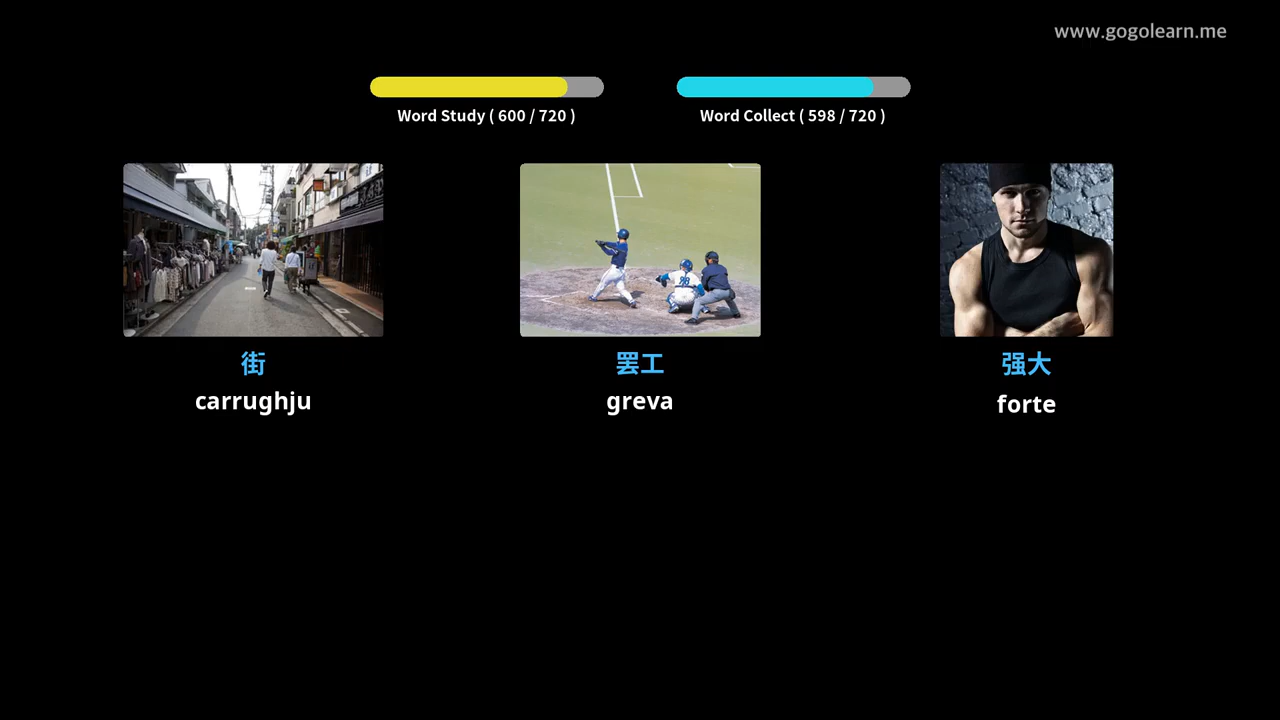 www.gogolearn.me
Word Study ( 600 / 720 )
Word Collect ( 598 / 720 )
街
罢工
强大
carrughju
greva
forte